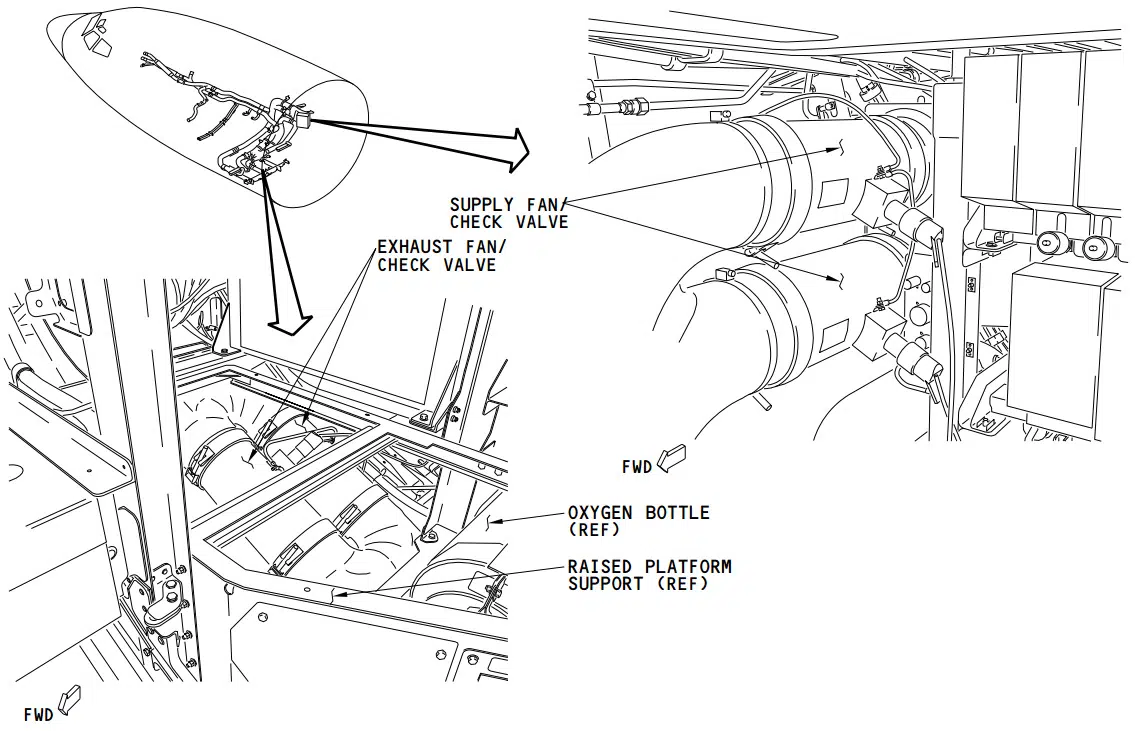 SUPPLY FAN/
CHECK VALVE
EXHAUST FAN/
CHECK VALVE
FWD
OXYGEN BOTTLE
(REF)
RAISED PLATFORM
SUPPORT (REF)
FWD